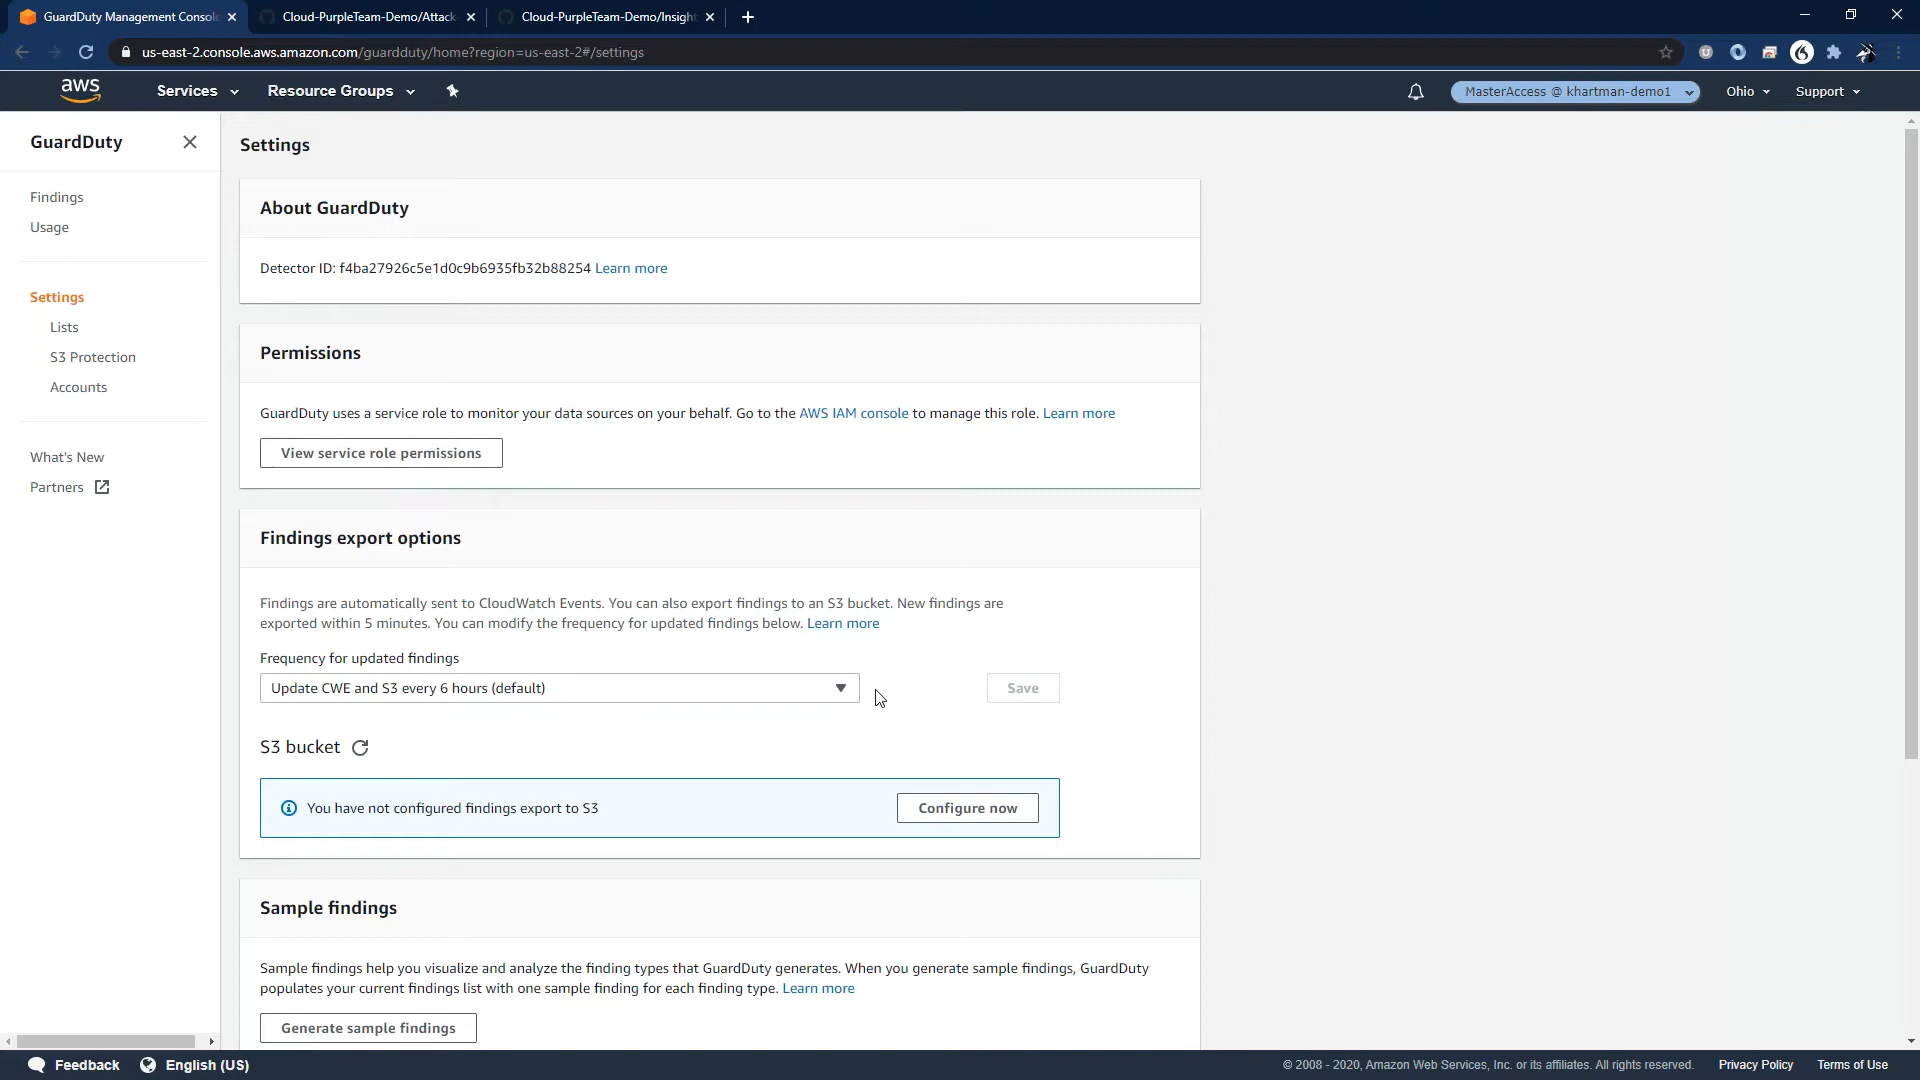 GuardDuty Management Consol
Cloud-PurpleTeam-Demo/Attack-
Cloud-PurpleTeam-Demo/Insight
us-east-2.console.aws.amazon.com/guardduty/home?region=us-east-2#/settings
aws
Services
Resource Groups
MasterAccess @ khartman-demo1
Ohio
Support
GuardDuty
Findings
Usage
Settings
Lists
S3 Protection
Accounts
What's New
Partners
Settings
About GuardDuty
Detector ID: f4ba27926c5e1d0c9b6935fb32b88254 Learn more
Permissions
GuardDuty uses a service role to monitor your data sources on your behalf. Go to the AWS IAM console to manage this role. Learn more
View service role permissions
Findings export options
Findings are automatically sent to CloudWatch Events. You can also export findings to an S3 bucket. New findings are
exported within 5 minutes. You can modify the frequency for updated findings below. Learn more
Frequency for updated findings
Update CWE and S3 every 6 hours (default)
Save
S3 bucket
You have not configured findings export to S3
Configure now
Sample findings
Sample findings help you visualize and analyze the finding types that GuardDuty generates. When you generate sample findings, GuardDuty
populates your current findings list with one sample finding for each finding type. Learn more
Generate sample findings
Feedback
English (US)
© 2008 - 2020, Amazon Web Services, Inc. or its affiliates. All rights reserved.
Privacy Policy
Terms of Use